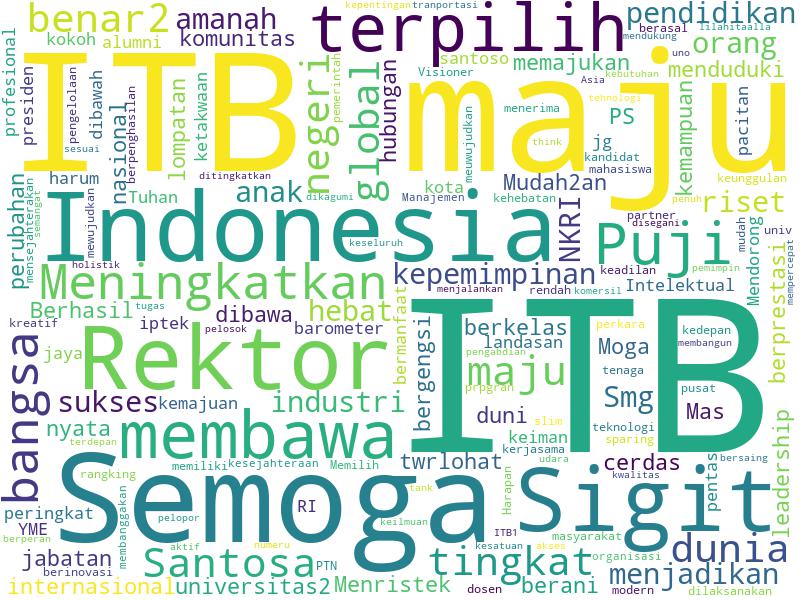 kepentingan tranportasi
benar2 amanah terpilih pendidikan
mendukung berasal lilahitaalla
profesional kokoh alumni komunitas santoso memajukan uno orang
presiden pengelolaan dibawah ITB negeri pemerintah global hubungan Visioner Asia kebutuhan menduduki
maju
nasional berpenghasilan lompatan ketakwaan meuwujudkan menerima teknologi PS kemampuan pacitan
sesuai think jg kandidat mahasiswa
ditingkatkan keunggulan
perubahan mensejahterakan semangat harum mewujudkan Tuhan anak dikagumi kota Manajemen kehebatan Mudah2an NKRI penuh riset
Indonesia partner disegani mudah univ
keseluruh Puji Mendorong mempercepat
holistik Meningkatkan kepemimpinan keadilan pemimpin
tugas menjalankan rendah komersil Intelektual
Berhasil dibawa hebat bermanfaat ITB
kreatif iptek pelosok barometer bergengsi berkelas perkara kedepan berprestasi
jaya Rektor landasan Moga membangun
bangsa pengabdian maju tenaga
sukses kemajuan industri prpgran Smg pusat Mas
nyata membawa duni slim teknologi
terdepan keiman sparing
kerjasama
memiliki kesejahteraan Memilih twrlohat udara cerdas bersaing leadership
rangking Semoga Harapan Sigit kwalitas pentas
peringkat membanggakan pelopor RI tank
YME keilmuan ITB1 masyarakat
berperan numeru kesatuan akses dunia
jabatan aktif Santosa tingkat organisasi
berinovasi PTN menjadikan
internasional universitas2 Menristek dosen berani modern dilaksanakan